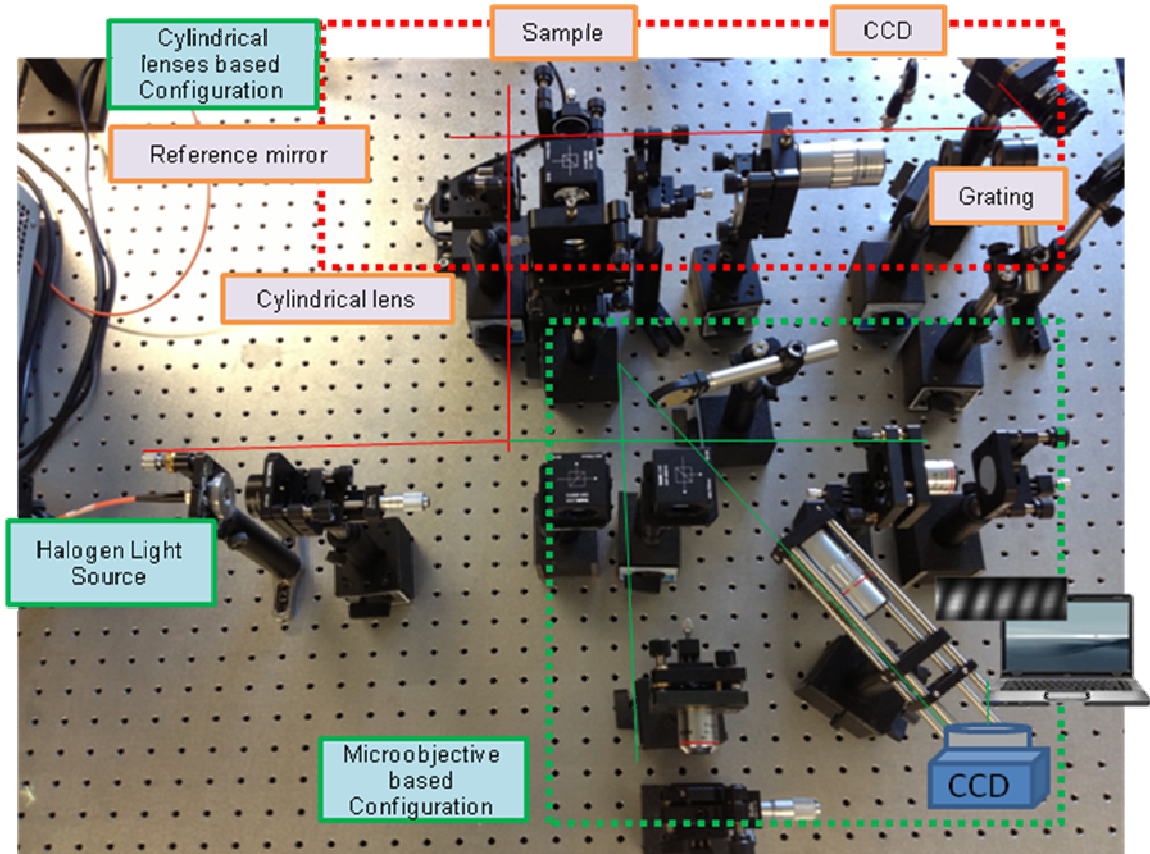 Cylindrical
lenses based
Configuration
Sample
CCD
Reference mirror
Grating
Cylindrical lens
Halogen Light
Source
Microobjective
based
Configuration
CCD